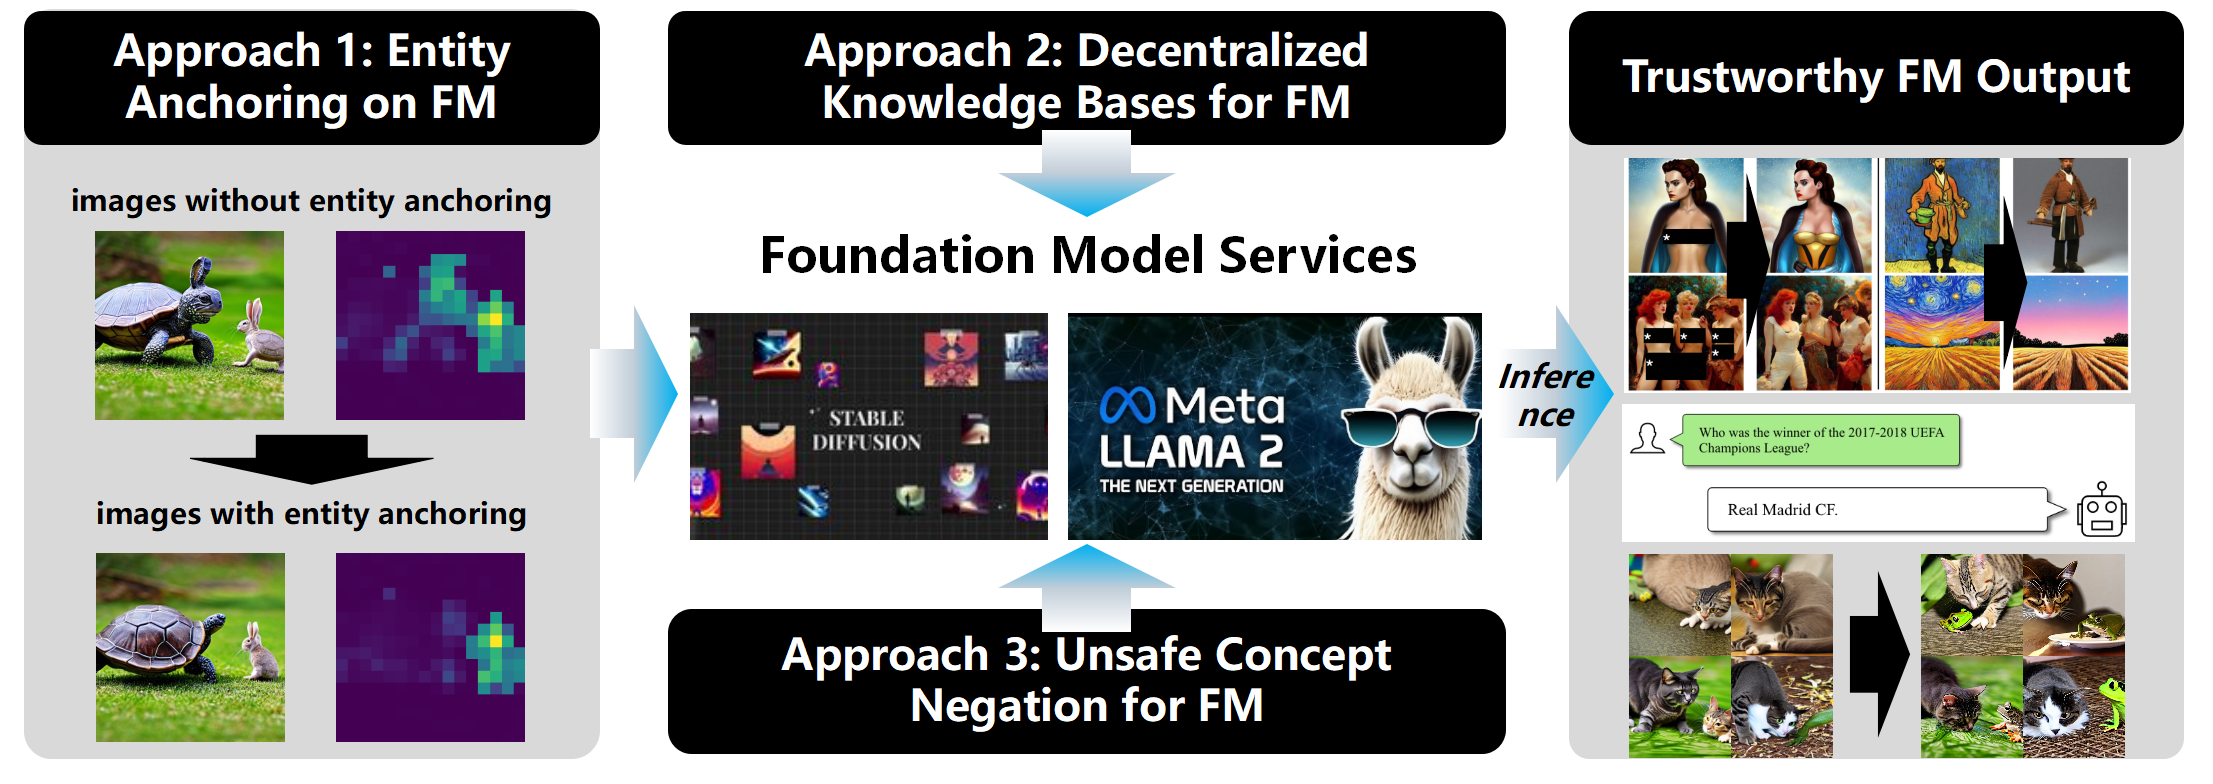 Approach 1: Entity
Anchoring on FM
images without entity anchoring
images with entity anchoring
Approach 2: Decentralized
Knowledge Bases for FM
Foundation Model Services
STABLE
DIFFUSION
Meta
LLAMA 2
THE NEXT GENERATION
Approach 3: Unsafe Concept
Negation for FM
Infere
nce
Trustworthy FM Output
*
*
*
*
*
*
Who was the winner of the 2017-2018 UEFA
Champions League?
Real Madrid CF.